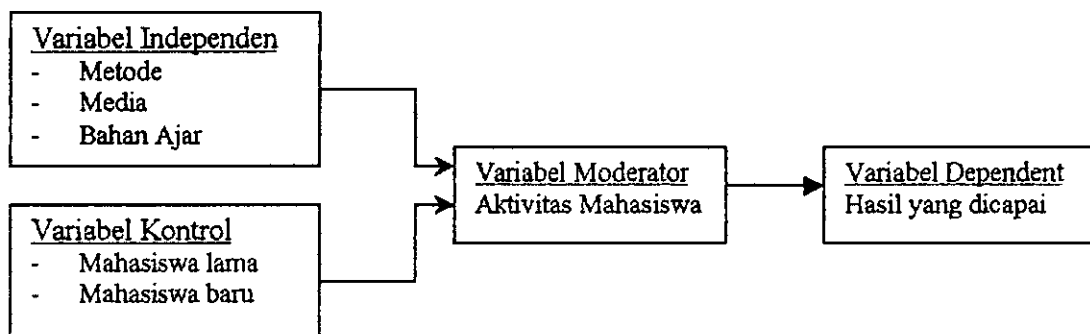 Variabel Independen
- Metode
- Media
- Bahan Ajar
Variabel Kontrol
- Mahasiswa lama
- Mahasiswa baru
Variabel Moderator
Aktivitas Mahasiswa
Variabel Dependent
Hasil yang dicapai